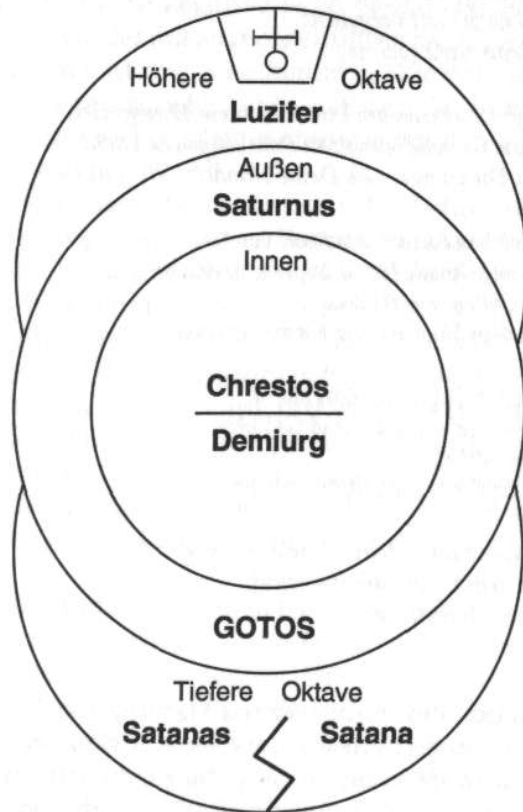 Höhere Oktave
Luzifer
Außen
Saturnus
Innen
Chrestos
Demiurg
GOTOS
Tiefere Oktave
Satanas Satana